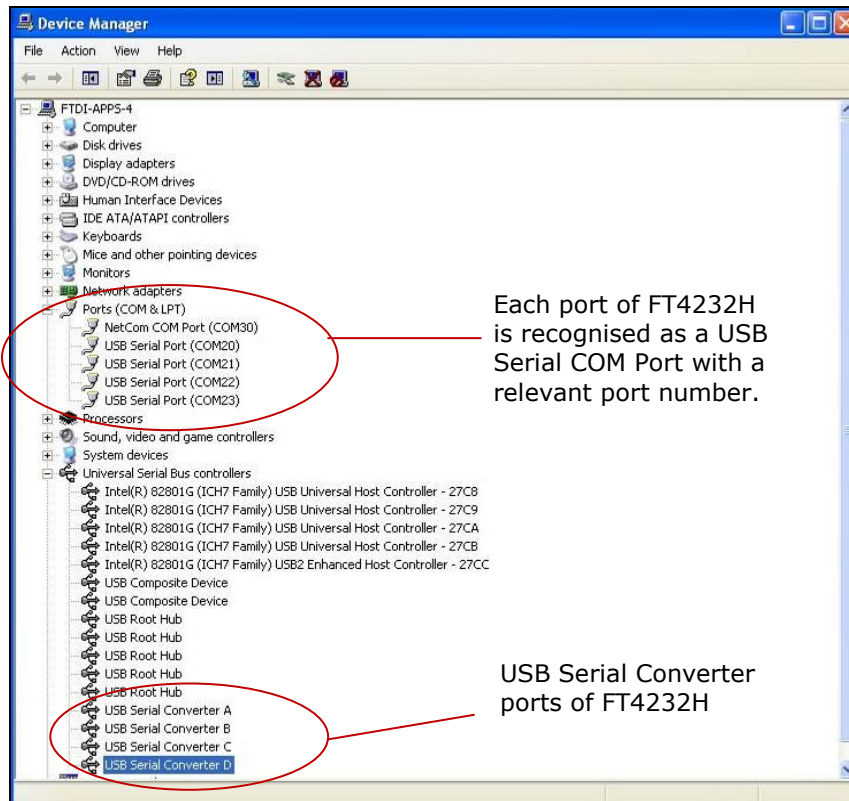 Device Manager
File Action View Help
FTDI-APPS-4
Computer
Disk drives
Display adapters
DVD/CD-ROM drives
Human Interface Devices
IDE ATA/ATAPI controllers
Keyboards
Mice and other pointing devices
Monitors
Network adapters
Ports (COM & LPT)
NetCom COM Port (COM30)
USB Serial Port (COM20)
USB Serial Port (COM21)
USB Serial Port (COM22)
USB Serial Port (COM23)
Processors
Sound, video and game controllers
System devices
Universal Serial Bus controllers
Intel(R) 82801G (ICH7 Family) USB Universal Host Controller - 27C8
Intel(R) 82801G (ICH7 Family) USB Universal Host Controller - 27C9
Intel(R) 82801G (ICH7 Family) USB Universal Host Controller - 27CA
Intel(R) 82801G (ICH7 Family) USB Universal Host Controller - 27CB
Intel(R) 82801G (ICH7 Family) USB2 Enhanced Host Controller - 27CC
USB Composite Device
USB Composite Device
USB Root Hub
USB Root Hub
USB Root Hub
USB Root Hub
USB Root Hub
USB Serial Converter A
USB Serial Converter B
USB Serial Converter C
USB Serial Converter D
Each port of FT4232H
is recognised as a USB
Serial COM Port with a
relevant port number.
USB Serial Converter
ports of FT4232H